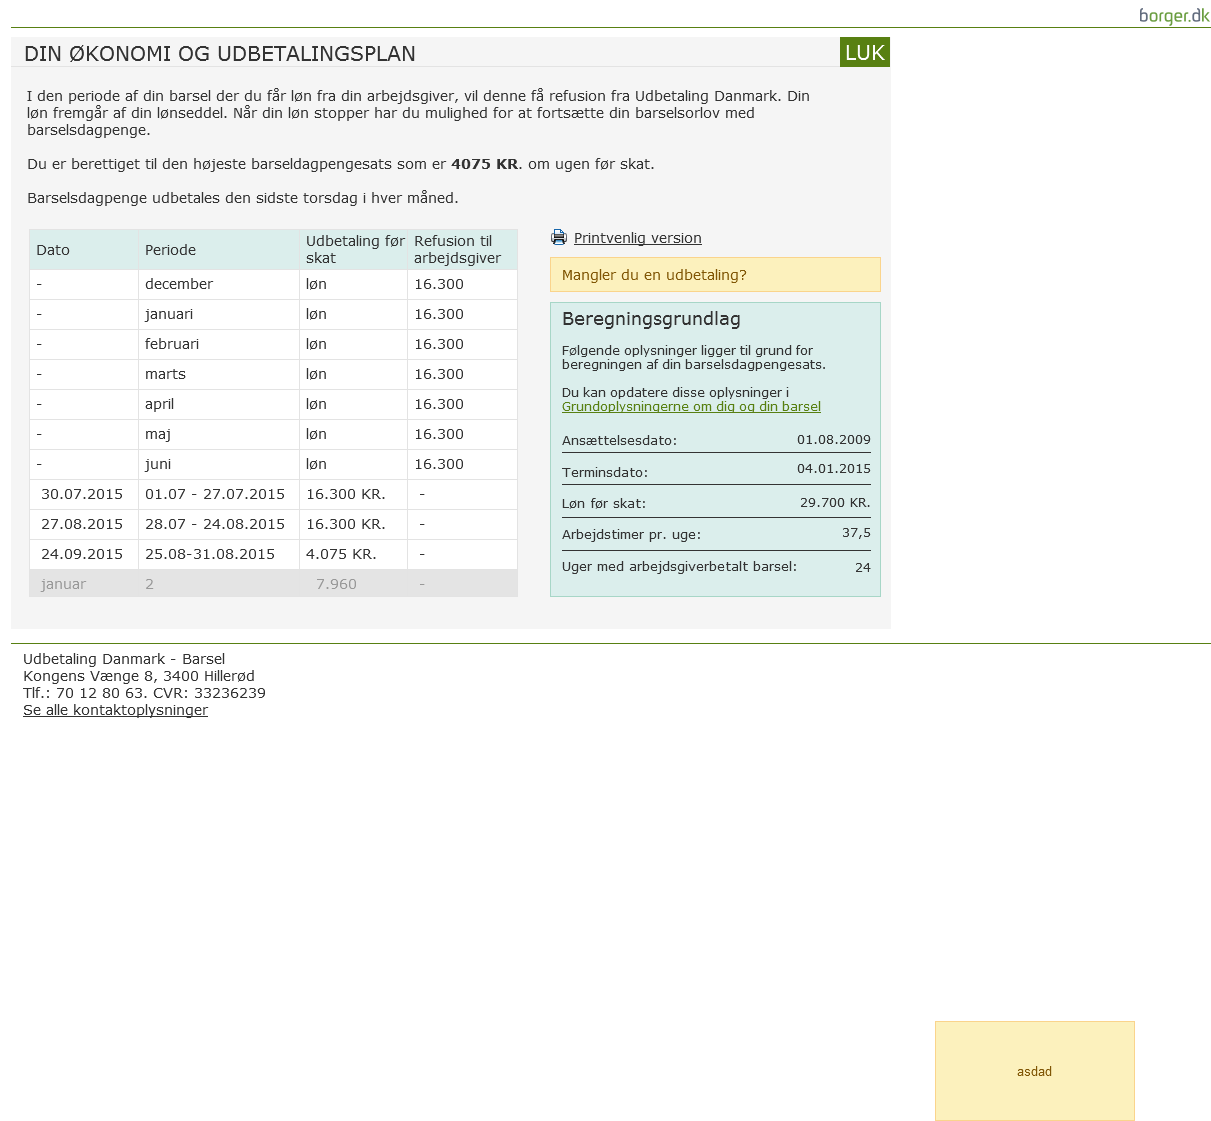 borger.dk
DIN ØKONOMI OG UDBETALINGSPLAN
LUK
I den periode af din barsel der du får løn fra din arbejdsgiver, vil denne få refusion fra Udbetaling Danmark. Din
løn fremgår af din lønseddel. Når din løn stopper har du mulighed for at fortsætte din barselsorlov med
barselsdagpenge.
Du er berettiget til den højeste barseldagpengesats som er 4075 KR. om ugen før skat.
Barselsdagpenge udbetales den sidste torsdag i hver måned.
Dato Periode Udbetaling før skat Refusion til arbejdsgiver
- december løn 16.300
- januari løn 16.300
- februari løn 16.300
- marts løn 16.300
- april løn 16.300
- maj løn 16.300
- juni løn 16.300
30.07.2015 01.07 - 27.07.2015 16.300 KR. -
27.08.2015 28.07 - 24.08.2015 16.300 KR. -
24.09.2015 25.08-31.08.2015 4.075 KR. -
januar 2 7.960 -
Printvenlig version
Mangler du en udbetaling?
Beregningsgrundlag
Følgende oplysninger ligger til grund for
beregningen af din barselsdagpengesats.
Du kan opdatere disse oplysninger i
Grundoplysningerne om dig og din barsel
Ansættelsesdato: 01.08.2009
Terminsdato: 04.01.2015
Løn før skat: 29.700 KR.
Arbejdstimer pr. uge: 37,5
Uger med arbejdsgiverbetalt barsel: 24
Udbetaling Danmark - Barsel
Kongens Vænge 8, 3400 Hillerød
Tlf.: 70 12 80 63. CVR: 33236239
Se alle kontaktoplysninger
asdad